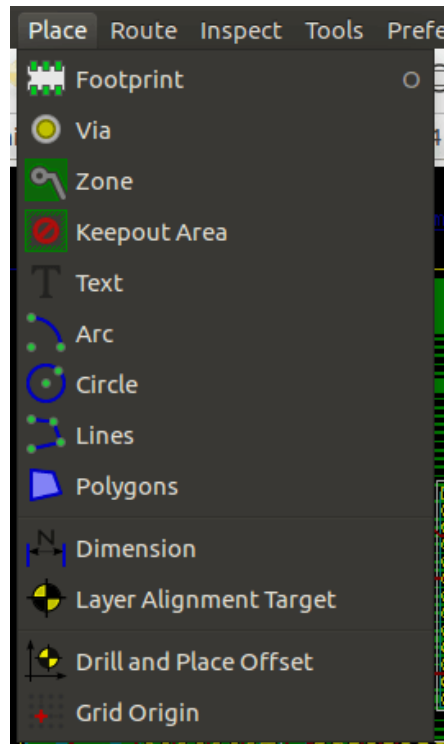 Place Route Inspect Tools Prefe
Footprint O
Via
Zone
Keepout Area
Text
Arc
Circle
Lines
Polygons
N
Dimension
Layer Alignment Target
Drill and Place Offset
Grid Origin